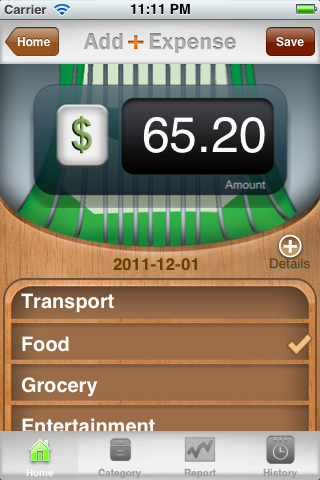 Carrier 11:11 PM
Home Add + Expense Save
$ 65.20
Amount
2011-12-01
Details
Transport
Food
Grocery
Entertainment
Home Category Report History